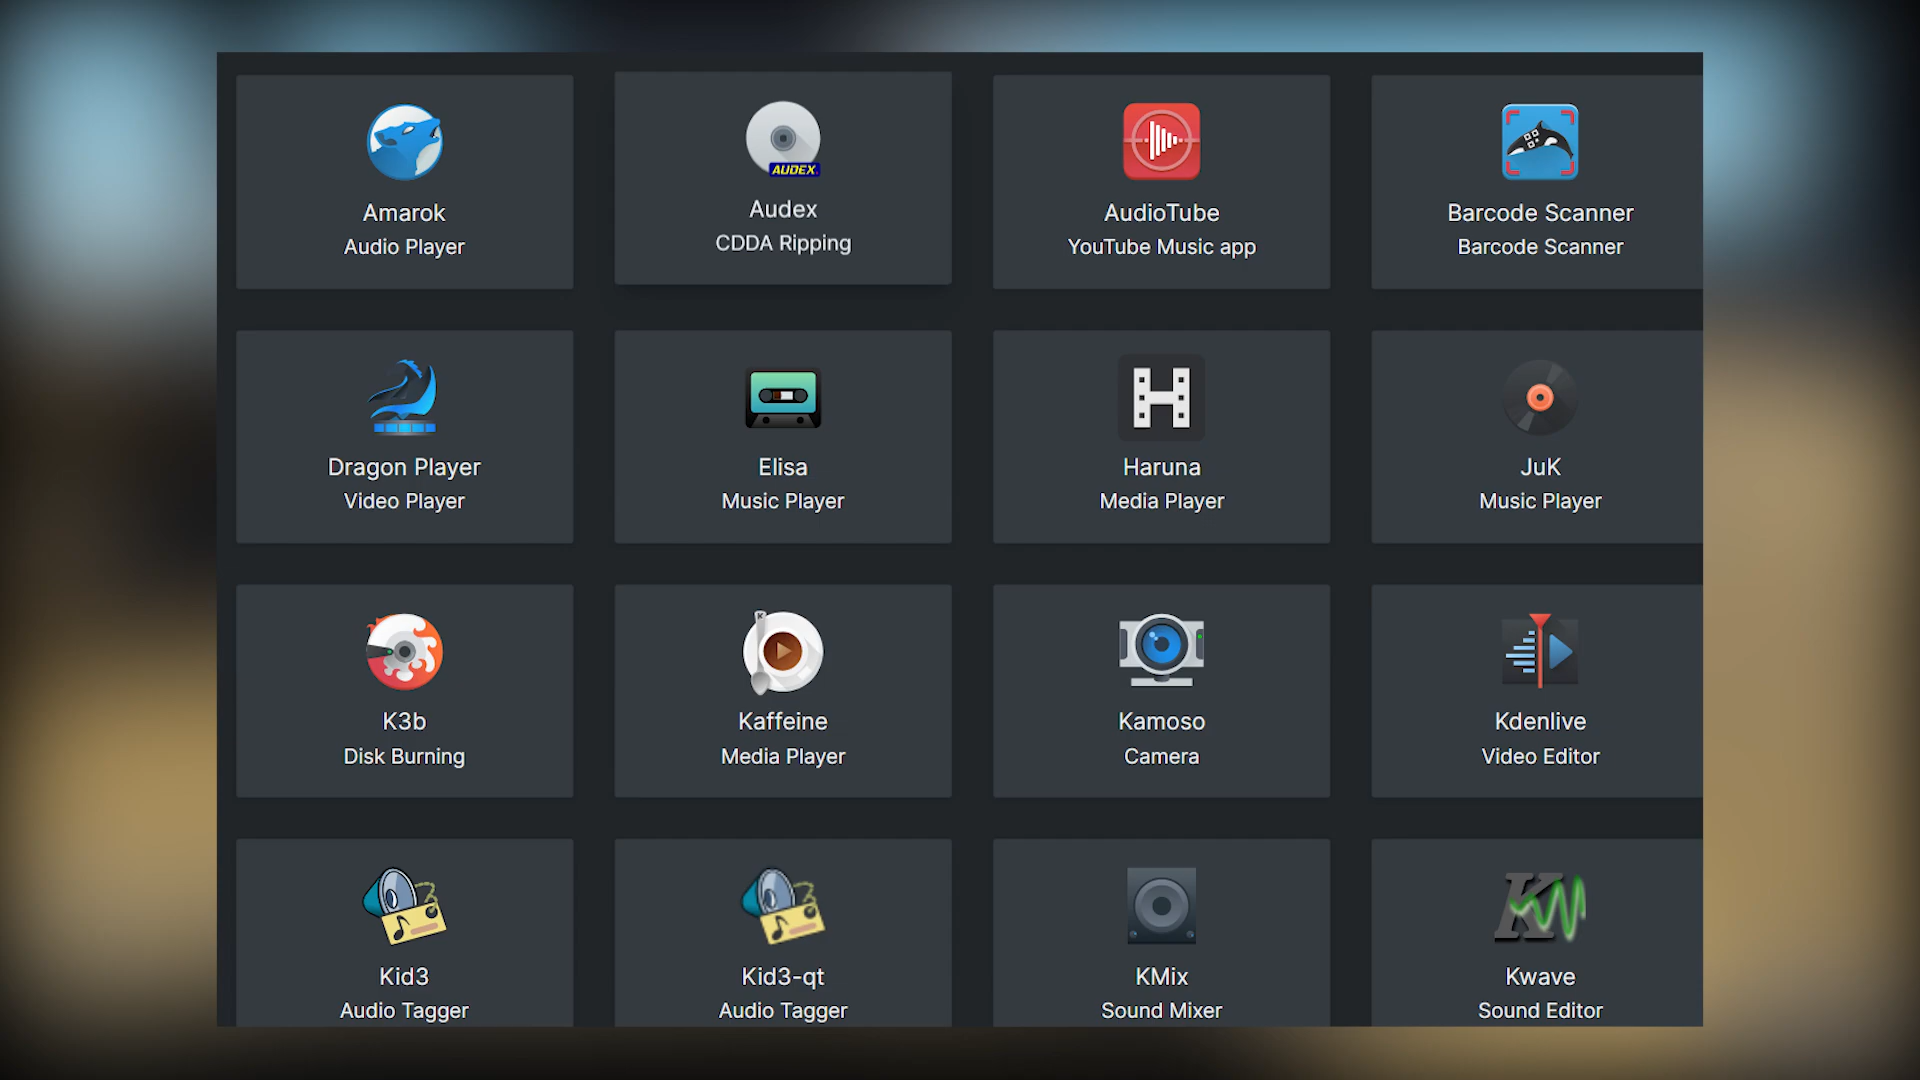 AUDEX
Amarok
Audio Player
Audex
CDDA Ripping
AudioTube
YouTube Music app
Barcode Scanner
Barcode Scanner
Dragon Player
Video Player
Elisa
Music Player
Haruna
Media Player
JuK
Music Player
K3b
Disk Burning
Kaffeine
Media Player
Kamoso
Camera
Kdenlive
Video Editor
Kid3
Audio Tagger
Kid3-qt
Audio Tagger
KMix
Sound Mixer
Kwave
Sound Editor